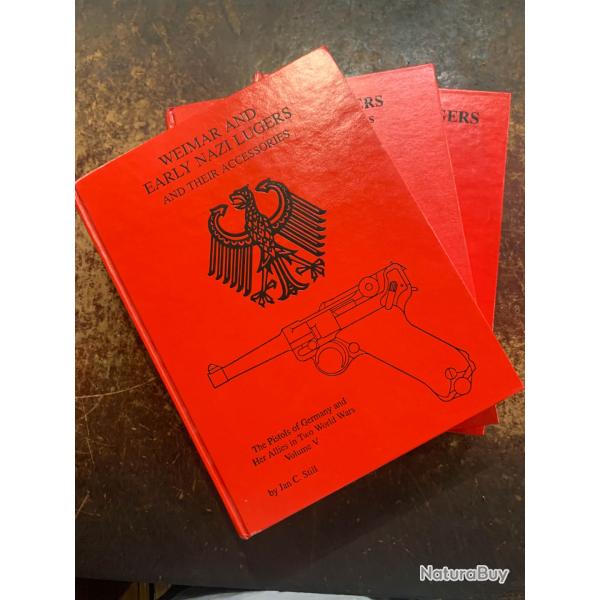 WEIMAR AND
EARLY NAZI LUGERS
AND THEIR ACCESSORIES
The Pistols of Germany and
Her Allies in Two World Wars
Volume V
by Jan C. Still
GERS
GERS
NaturaBuy